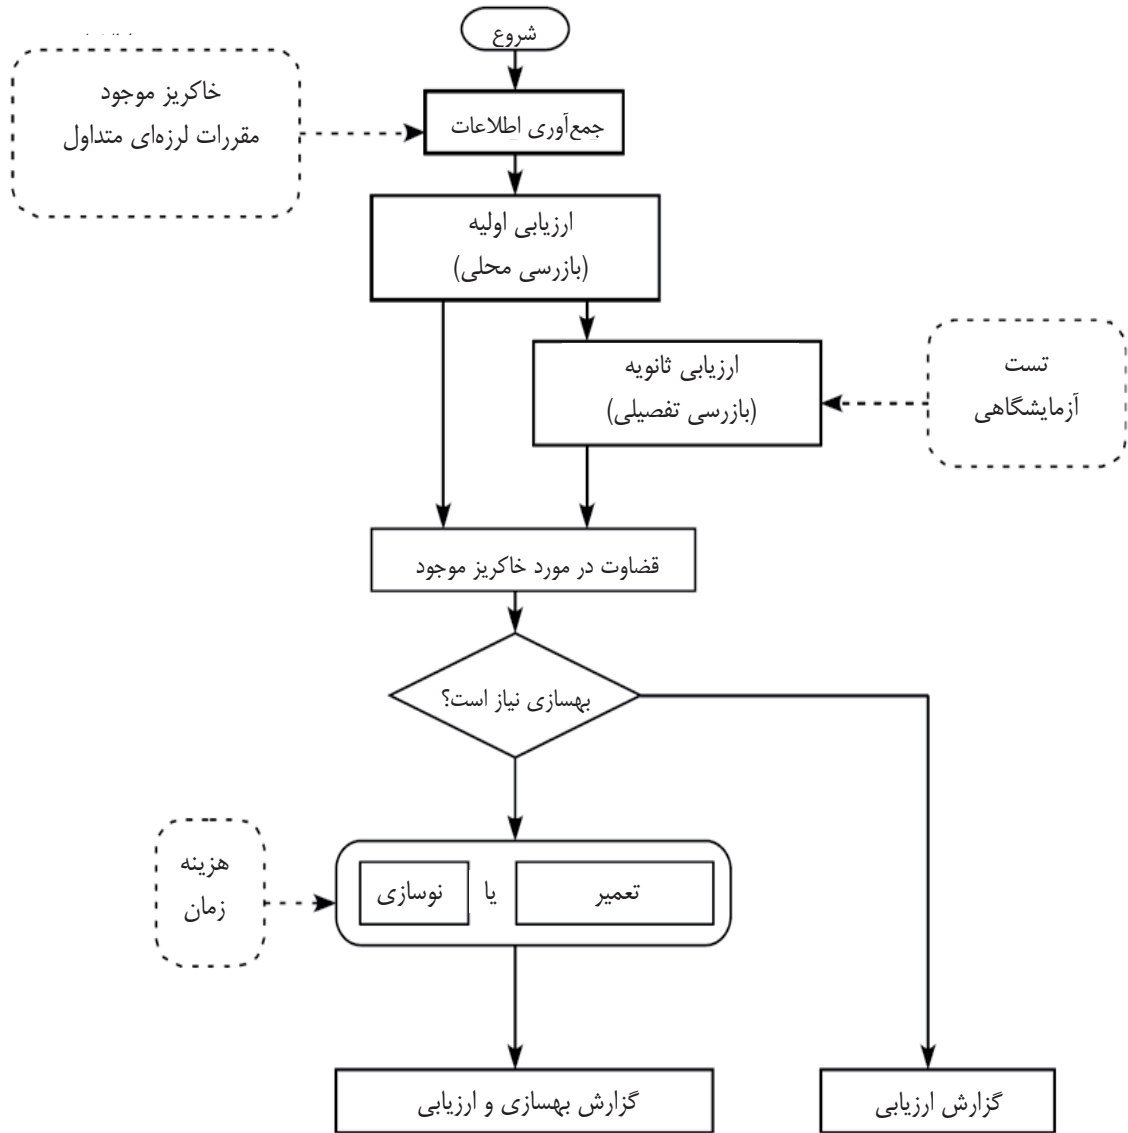 شروع
خاکریز موجود
مقررات لرزه‌ای متداول
جمع‌آوری اطلاعات
ارزیابی اولیه
(بازرسی محلی)
ارزیابی ثانویه
(بازرسی تفصیلی)
تست
آزمایشگاهی
قضاوت در مورد خاکریز موجود
بهسازی نیاز است؟
هزینه
زمان
تعمیر
یا
نوسازی
گزارش ارزیابی
گزارش بهسازی و ارزیابی